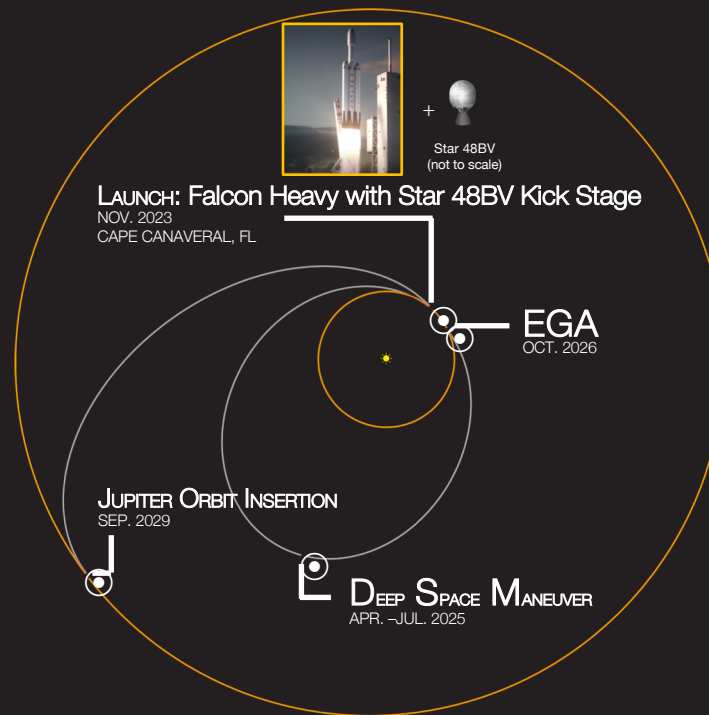 +
Star 48BV
(not to scale)
LAUNCH: Falcon Heavy with Star 48BV Kick Stage
NOV. 2023
CAPE CANAVERAL, FL
EGA
OCT. 2026
JUPITER ORBIT INSERTION
SEP. 2029
DEEP SPACE MANEUVER
APR. –JUL. 2025